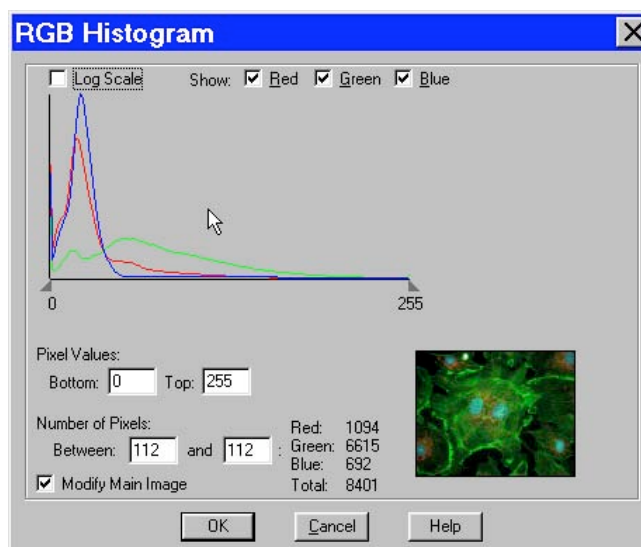 RGB Histogram
Log Scale Show: Red Green Blue
0 255
Pixel Values:
Bottom: 0 Top: 255
Number of Pixels:
Between: 112 and 112 :
Red: 1094
Green: 6615
Blue: 692
Total: 8401
Modify Main Image
OK Cancel Help